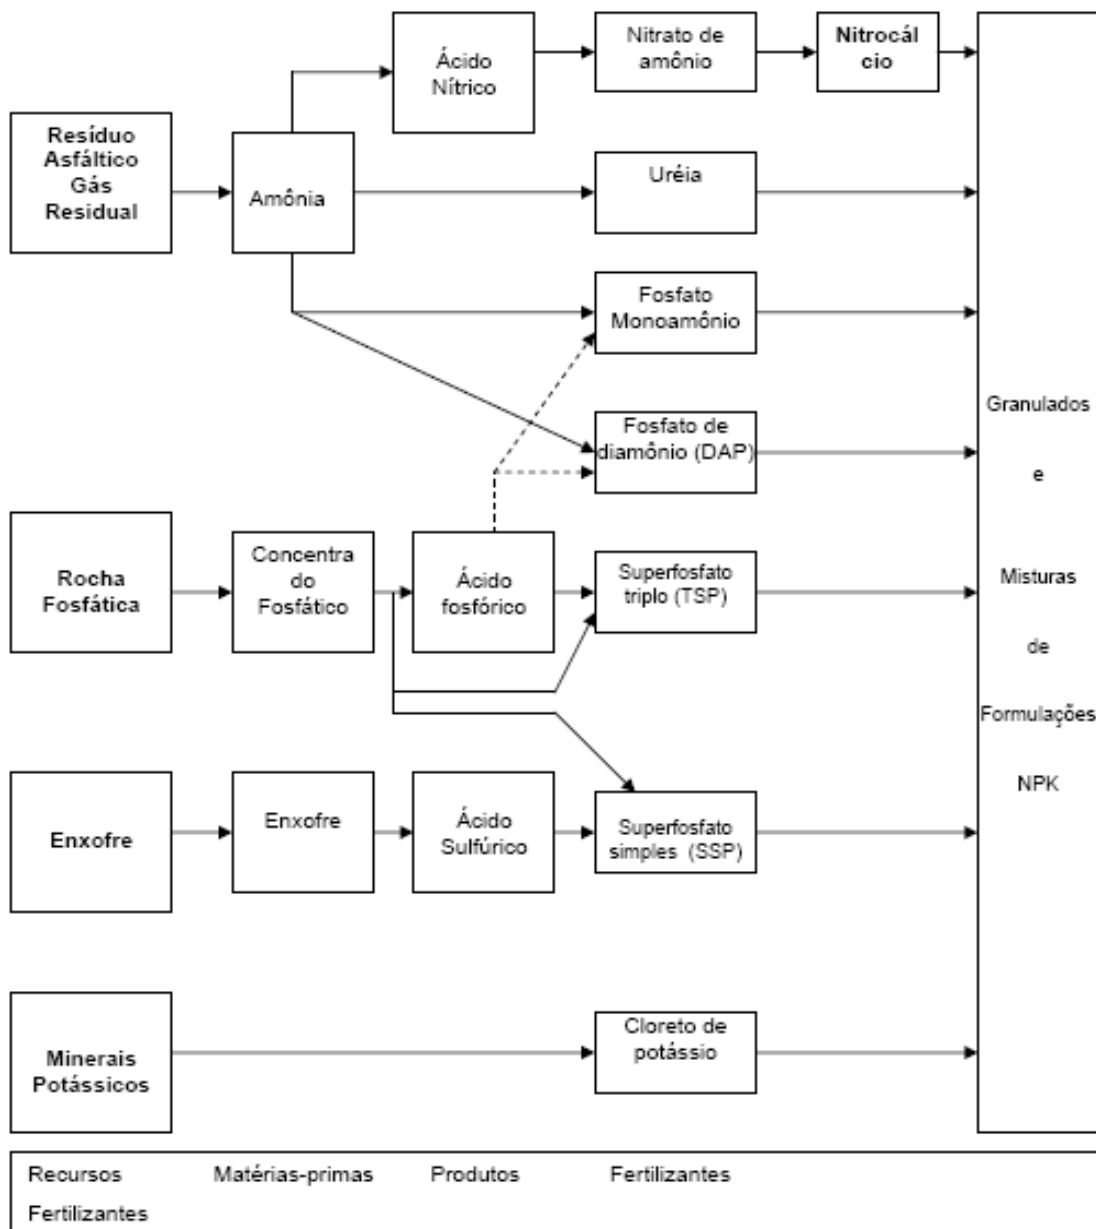 Ácido
Nítrico
Nitrato de
amônio
Nitrocál
cio
Resíduo
Asfáltico
Gás
Residual
Amônia
Uréia
Fosfato
Monoamônio
Fosfato de
diamônio (DAP)
Rocha
Fosfática
Concentra
do
Fosfático
Ácido
fosfórico
Superfosfato
triplo (TSP)
Enxofre
Enxofre
Ácido
Sulfúrico
Superfosfato
simples (SSP)
Minerais
Potássicos
Cloreto de
potássio
Granulados
e
Misturas
de
Formulações
NPK
Recursos Matérias-primas Produtos Fertilizantes
Fertilizantes